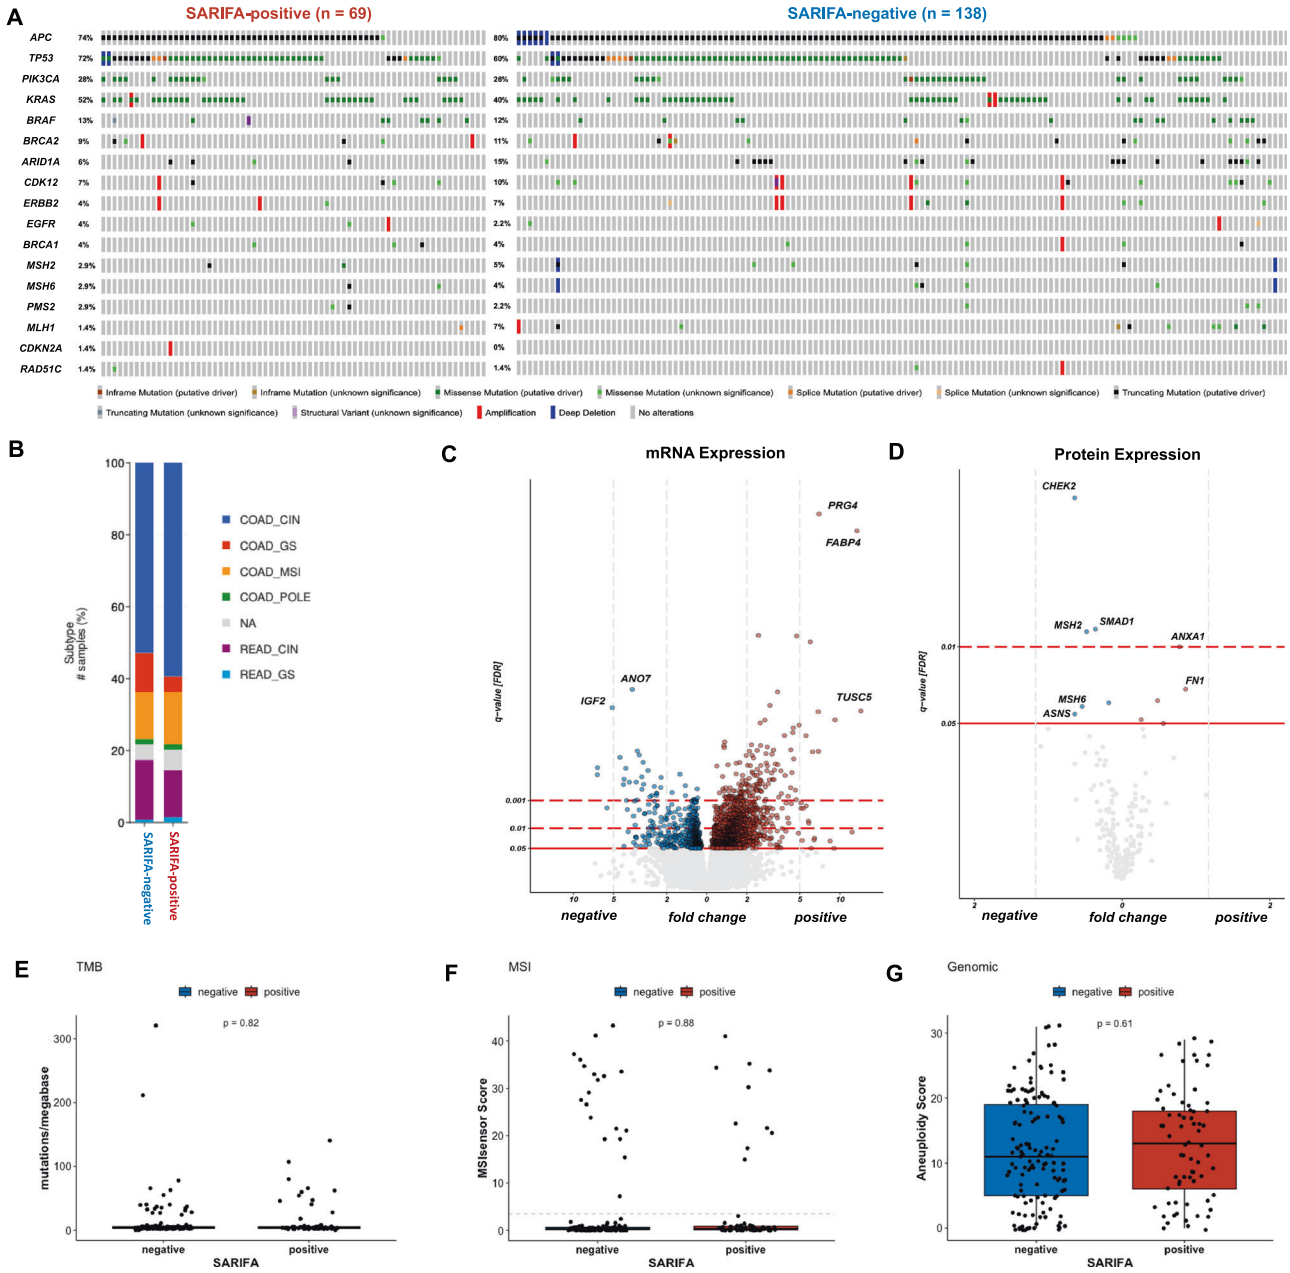 A
SARIFA-positive (n = 69)
SARIFA-negative (n = 138)
APC 74% 80%
TP53 72% 60%
PIK3CA 28% 26%
KRAS 52% 40%
BRAF 13% 12%
BRCA2 9% 11%
ARID1A 6% 15%
CDK12 7% 10%
ERBB2 4% 7%
EGFR 4% 2.2%
BRCA1 4% 4%
MSH2 2.9% 5%
MSH6 2.9% 4%
PMS2 2.9% 2.2%
MLH1 1.4% 7%
CDKN2A 1.4% 0%
RAD51C 1.4% 1.4%
Inframe Mutation (putative driver) Inframe Mutation (unknown significance) Missense Mutation (putative driver) Missense Mutation (unknown significance) Splice Mutation (putative driver) Splice Mutation (unknown significance) Truncating Mutation (putative driver)
Truncating Mutation (unknown significance) Structural Variant (unknown significance) Amplification Deep Deletion No alterations
B
100
80
60
40
20
0
Subtype
# samples (%)
SARIFA-negative
SARIFA-positive
COAD_CIN
COAD_GS
COAD_MSI
COAD_POLE
NA
READ_CIN
READ_GS
C
mRNA Expression
PRG4
FABP4
ANO7
IGF2
TUSC5
q-value [FDR]
0.001
0.01
0.05
10 5 2 0 2 5 10
negative fold change positive
D
Protein Expression
CHEK2
MSH2
SMAD1
ANXA1
FN1
MSH6
ASNS
q-value [FDR]
0.01
0.05
2 0 2
negative fold change positive
E
TMB
negative positive
p = 0.82
mutations/megabase
300
200
100
0
negative positive
SARIFA
F
MSI
negative positive
p = 0.88
MSIsensor Score
40
30
20
10
0
negative positive
SARIFA
G
Genomic
negative positive
p = 0.61
Aneuploidy Score
30
20
10
0
negative positive
SARIFA